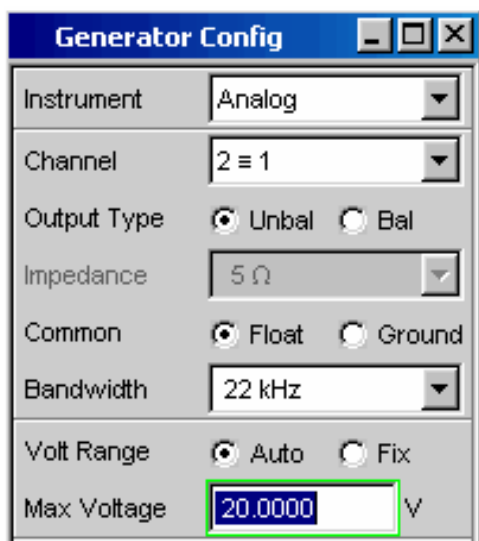 Generator Config
Instrument Analog
Channel 2 ≡ 1
Output Type Unbal Bal
Impedance 5 Ω
Common Float Ground
Bandwidth 22 kHz
Volt Range Auto Fix
Max Voltage 20.0000 V